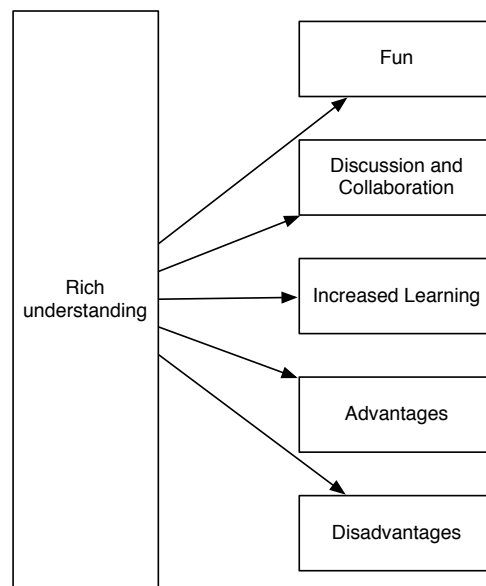 Rich
understanding
Fun
Discussion and
Collaboration
Increased Learning
Advantages
Disadvantages